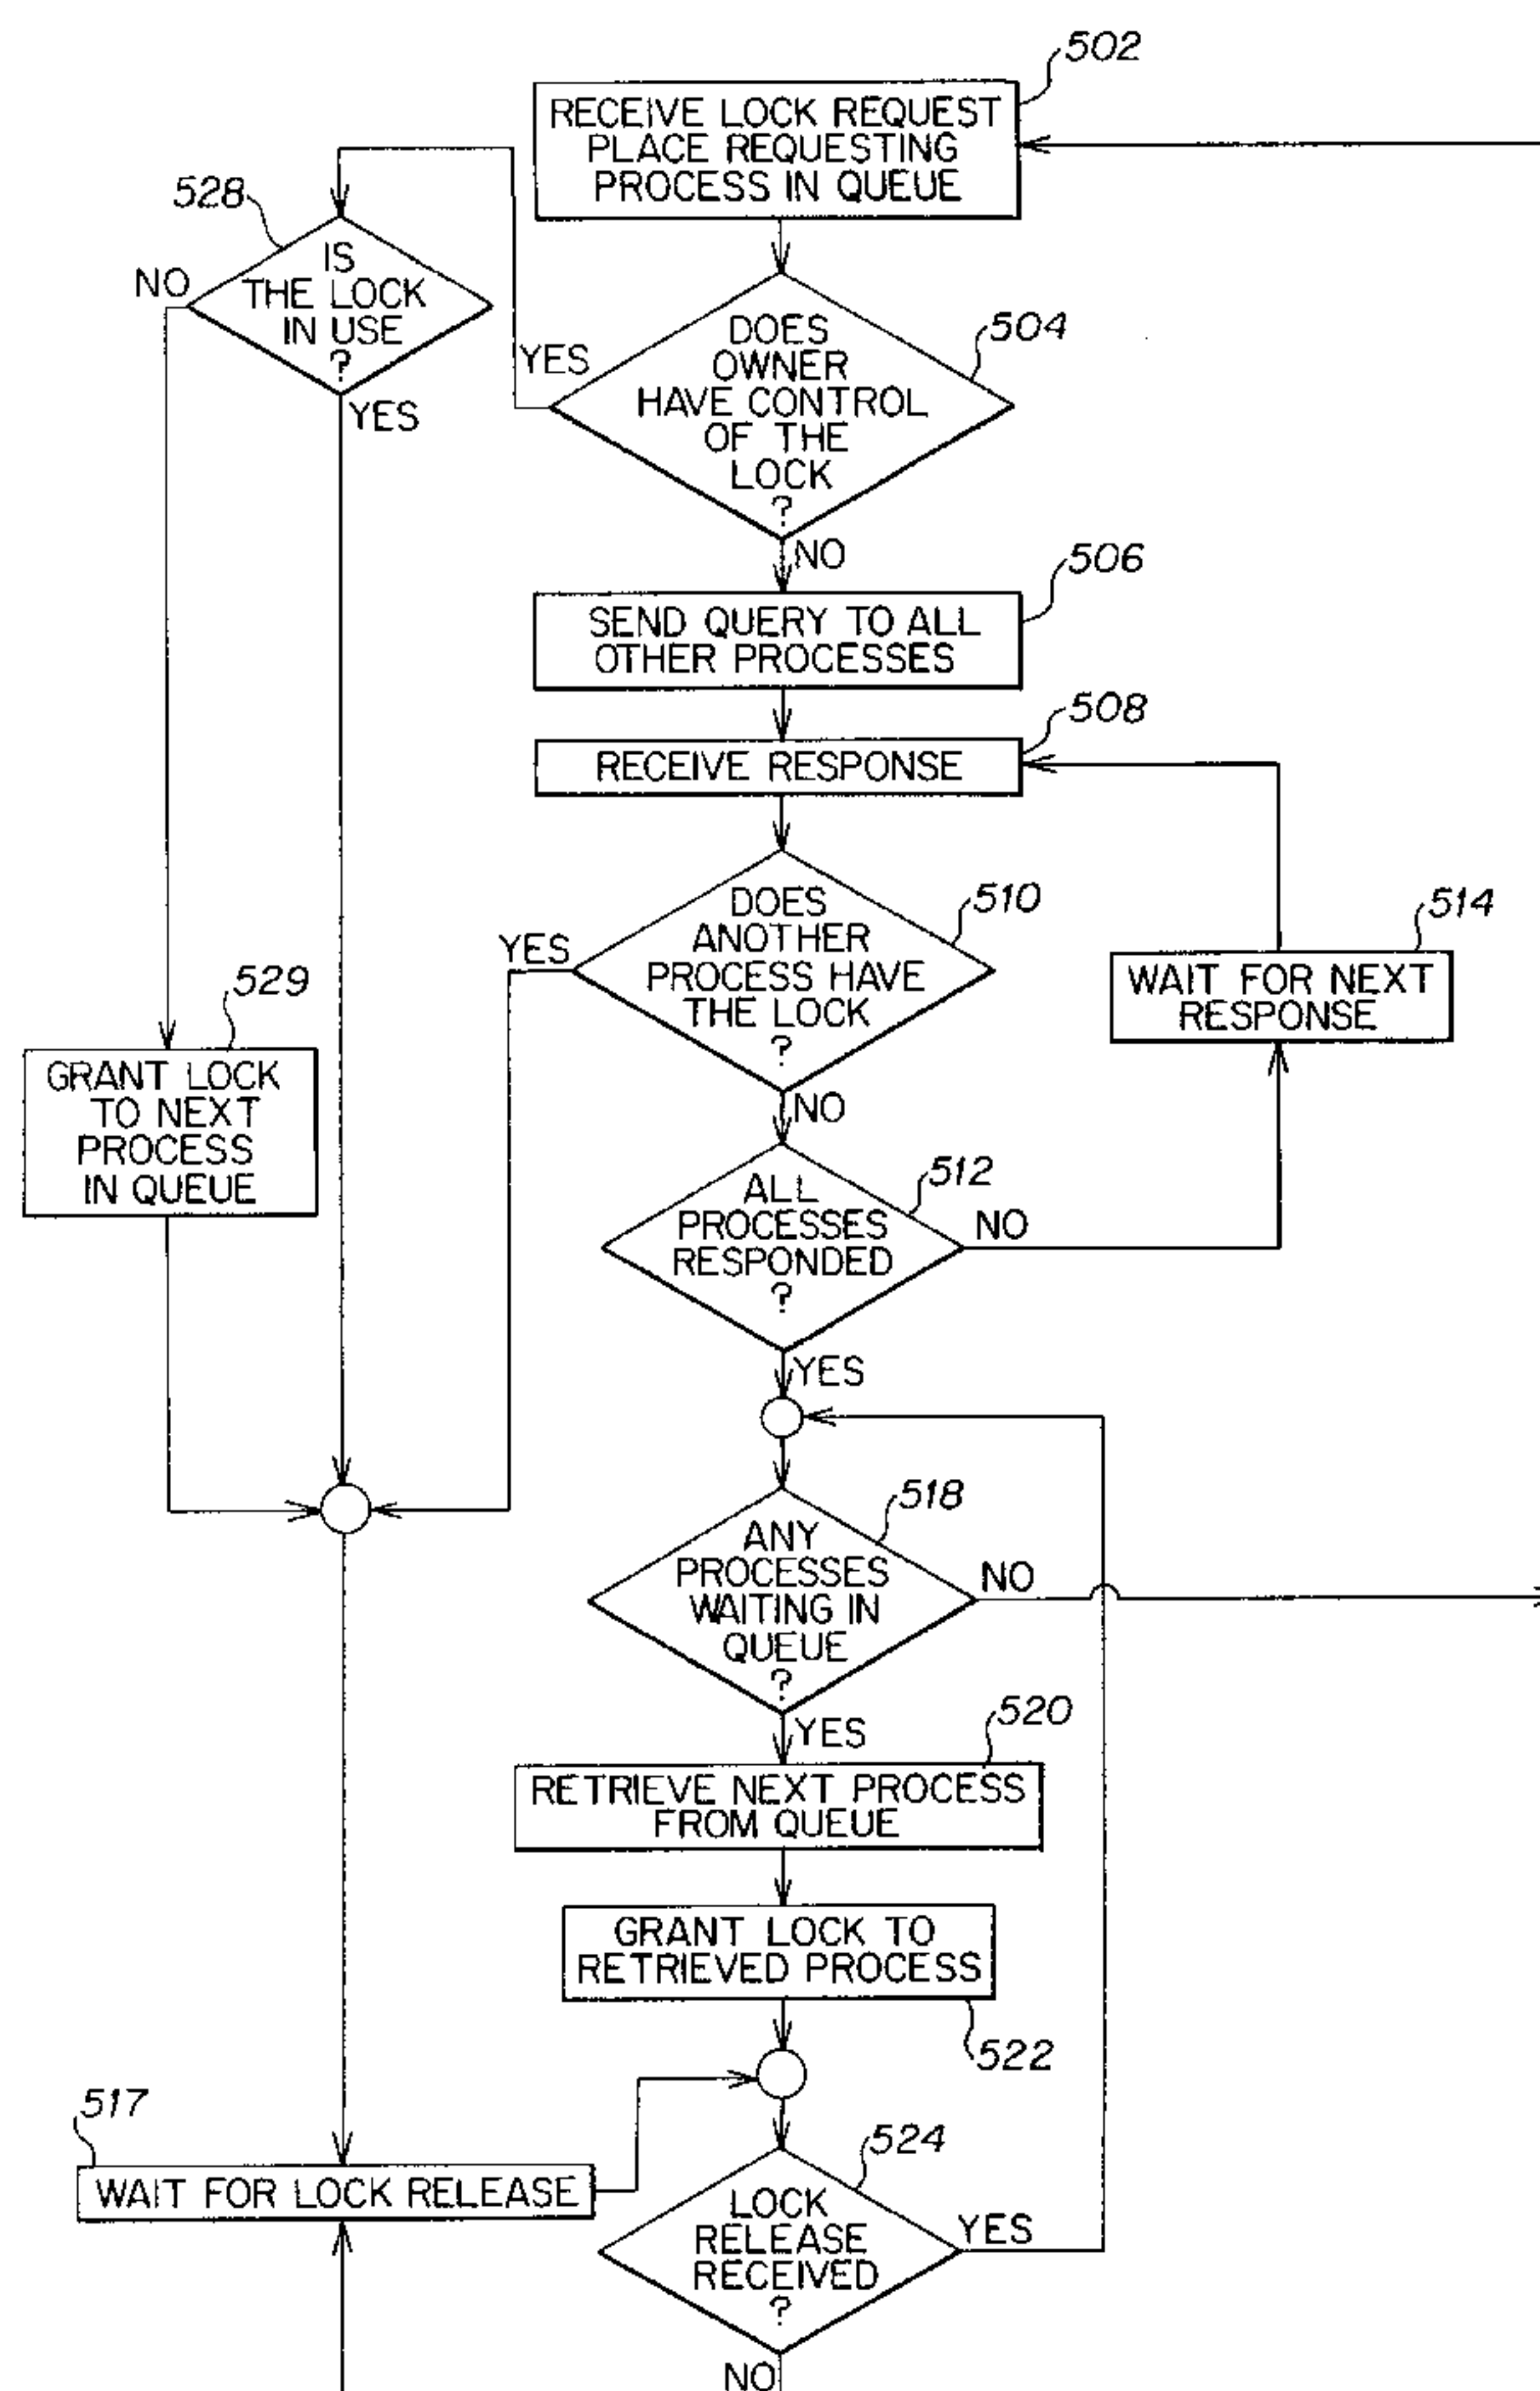 502
RECEIVE LOCK REQUEST
PLACE REQUESTING
PROCESS IN QUEUE
528
IS
THE LOCK
IN USE
?
NO
YES
504
DOES
OWNER
HAVE CONTROL
OF THE
LOCK
?
YES
NO
506
SEND QUERY TO ALL
OTHER PROCESSES
508
RECEIVE RESPONSE
510
DOES
ANOTHER
PROCESS HAVE
THE LOCK
?
YES
NO
514
WAIT FOR NEXT
RESPONSE
529
GRANT LOCK
TO NEXT
PROCESS
IN QUEUE
512
ALL
PROCESSES
RESPONDED
?
NO
YES
518
ANY
PROCESSES
WAITING IN
QUEUE
?
NO
YES
520
RETRIEVE NEXT PROCESS
FROM QUEUE
GRANT LOCK TO
RETRIEVED PROCESS
522
517
WAIT FOR LOCK RELEASE
524
LOCK
RELEASE
RECEIVED
?
YES
NO